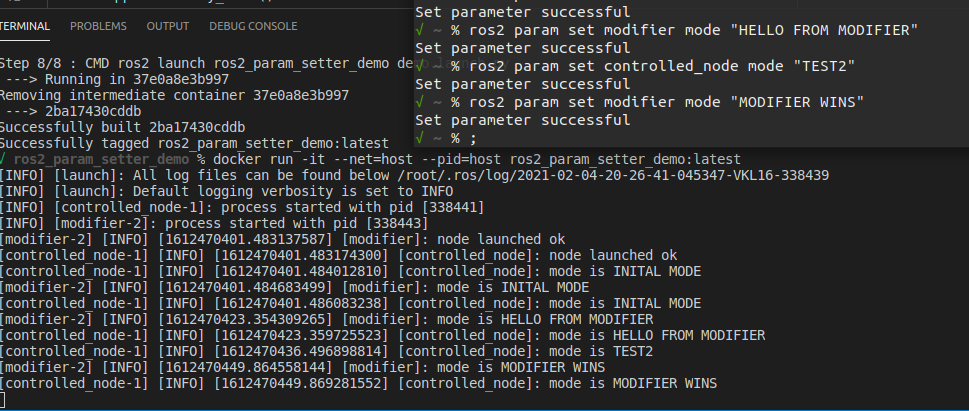 TERMINAL PROBLEMS OUTPUT DEBUG CONSOLE
Set parameter successful
√ ~ % ros2 param set modifier mode "HELLO FROM MODIFIER"
Set parameter successful
√ ~ % ros2 param set controlled_node mode "TEST2"
Set parameter successful
√ ~ % ros2 param set modifier mode "MODIFIER WINS"
Set parameter successful
√ ~ % ;
Step 8/8 : CMD ros2 launch ros2_param_setter_demo
---> Running in 37e0a8e3b997
Removing intermediate container 37e0a8e3b997
---> 2ba17430cddb
Successfully built 2ba17430cddb
Successfully tagged ros2_param_setter_demo:latest
√ ros2_param_setter_demo % docker run -it --net=host --pid=host ros2_param_setter_demo:latest
[INFO] [launch]: All log files can be found below /root/.ros/log/2021-02-04-20-26-41-045347-VKL16-338439
[INFO] [launch]: Default logging verbosity is set to INFO
[INFO] [controlled_node-1]: process started with pid [338441]
[INFO] [modifier-2]: process started with pid [338443]
[modifier-2] [INFO] [1612470401.483137587] [modifier]: node launched ok
[controlled_node-1] [INFO] [1612470401.483174300] [controlled_node]: node launched ok
[controlled_node-1] [INFO] [1612470401.484012810] [controlled_node]: mode is INITAL MODE
[modifier-2] [INFO] [1612470401.484683499] [modifier]: mode is INITAL MODE
[controlled_node-1] [INFO] [1612470401.486083238] [controlled_node]: mode is INITAL MODE
[modifier-2] [INFO] [1612470423.354309265] [modifier]: mode is HELLO FROM MODIFIER
[controlled_node-1] [INFO] [1612470423.359725523] [controlled_node]: mode is HELLO FROM MODIFIER
[controlled_node-1] [INFO] [1612470436.496898814] [controlled_node]: mode is TEST2
[modifier-2] [INFO] [1612470449.864558144] [modifier]: mode is MODIFIER WINS
[controlled_node-1] [INFO] [1612470449.869281552] [controlled_node]: mode is MODIFIER WINS